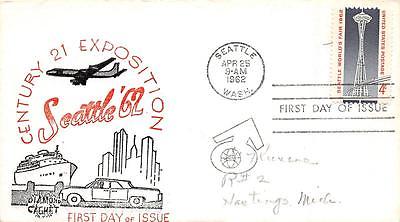 CENTURY 21 EXPOSITION
Seattle '62
DIAMOND
CACHET
FIRST DAY of ISSUE
SEATTLE
APR 25
9-AM
1962
WASH.
SEATTLE WORLD'S FAIR 1962
UNITED STATES POSTAGE
4¢
FIRST DAY OF ISSUE
R#2
Hastings, Mich.